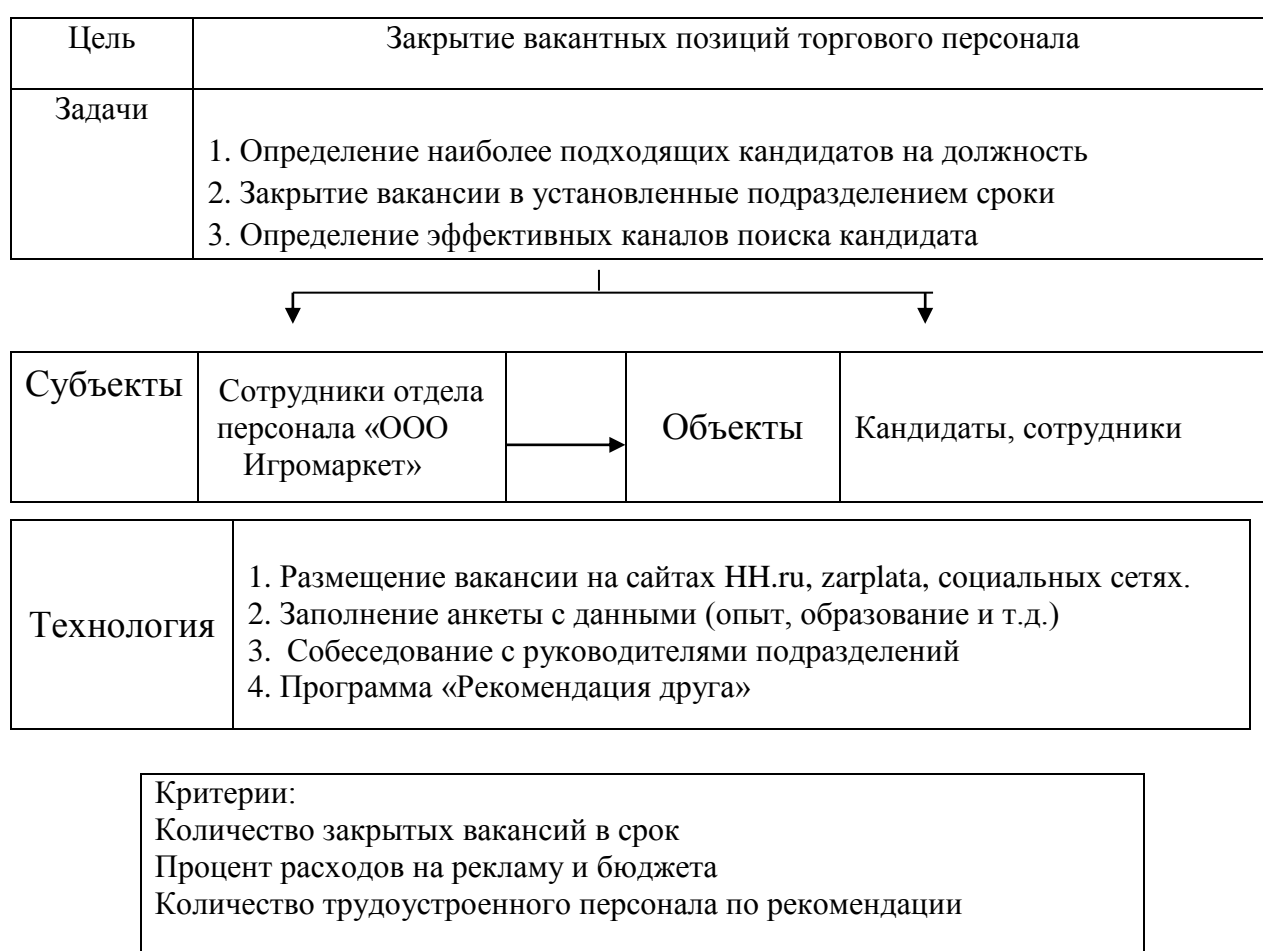 Цель
Закрытие вакантных позиций торгового персонала
Задачи
1. Определение наиболее подходящих кандидатов на должность
2. Закрытие вакансии в установленные подразделением сроки
3. Определение эффективных каналов поиска кандидата
Субъекты
Сотрудники отдела
персонала «ООО
Игромаркет»
Объекты
Кандидаты, сотрудники
Технология
1. Размещение вакансии на сайтах HH.ru, zarplata, социальных сетях.
2. Заполнение анкеты с данными (опыт, образование и т.д.)
3. Собеседование с руководителями подразделений
4. Программа «Рекомендация друга»
Критерии:
Количество закрытых вакансий в срок
Процент расходов на рекламу и бюджета
Количество трудоустроенного персонала по рекомендации